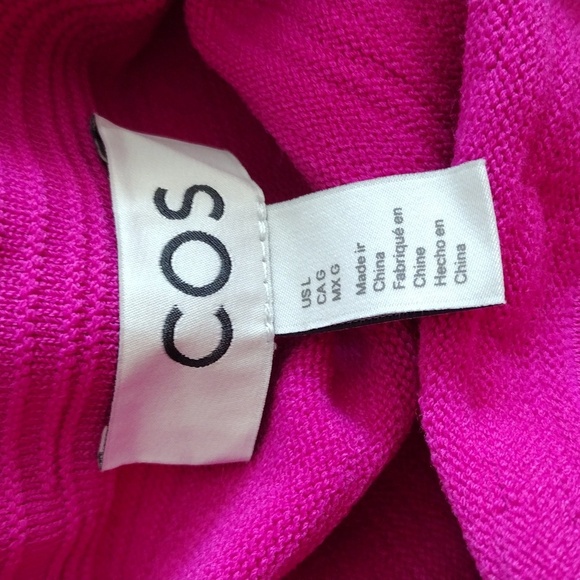 COS
US L
CA G
MX G
Made in
China
Fabriqué en
Chine
Hecho en
China